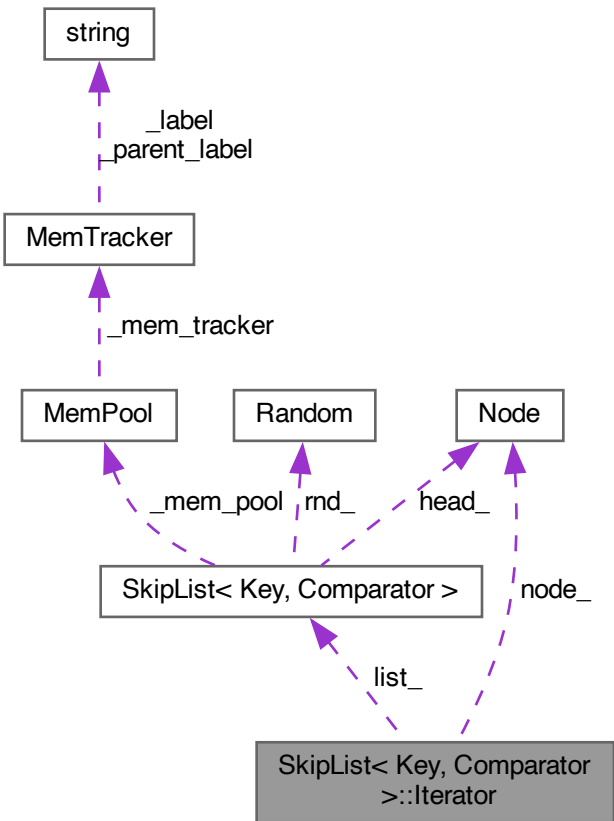 string
_label
_parent_label
MemTracker
_mem_tracker
MemPool
Random
Node
_mem_pool
rnd_
head_
SkipList< Key, Comparator >
node_
list_
SkipList< Key, Comparator
>::Iterator